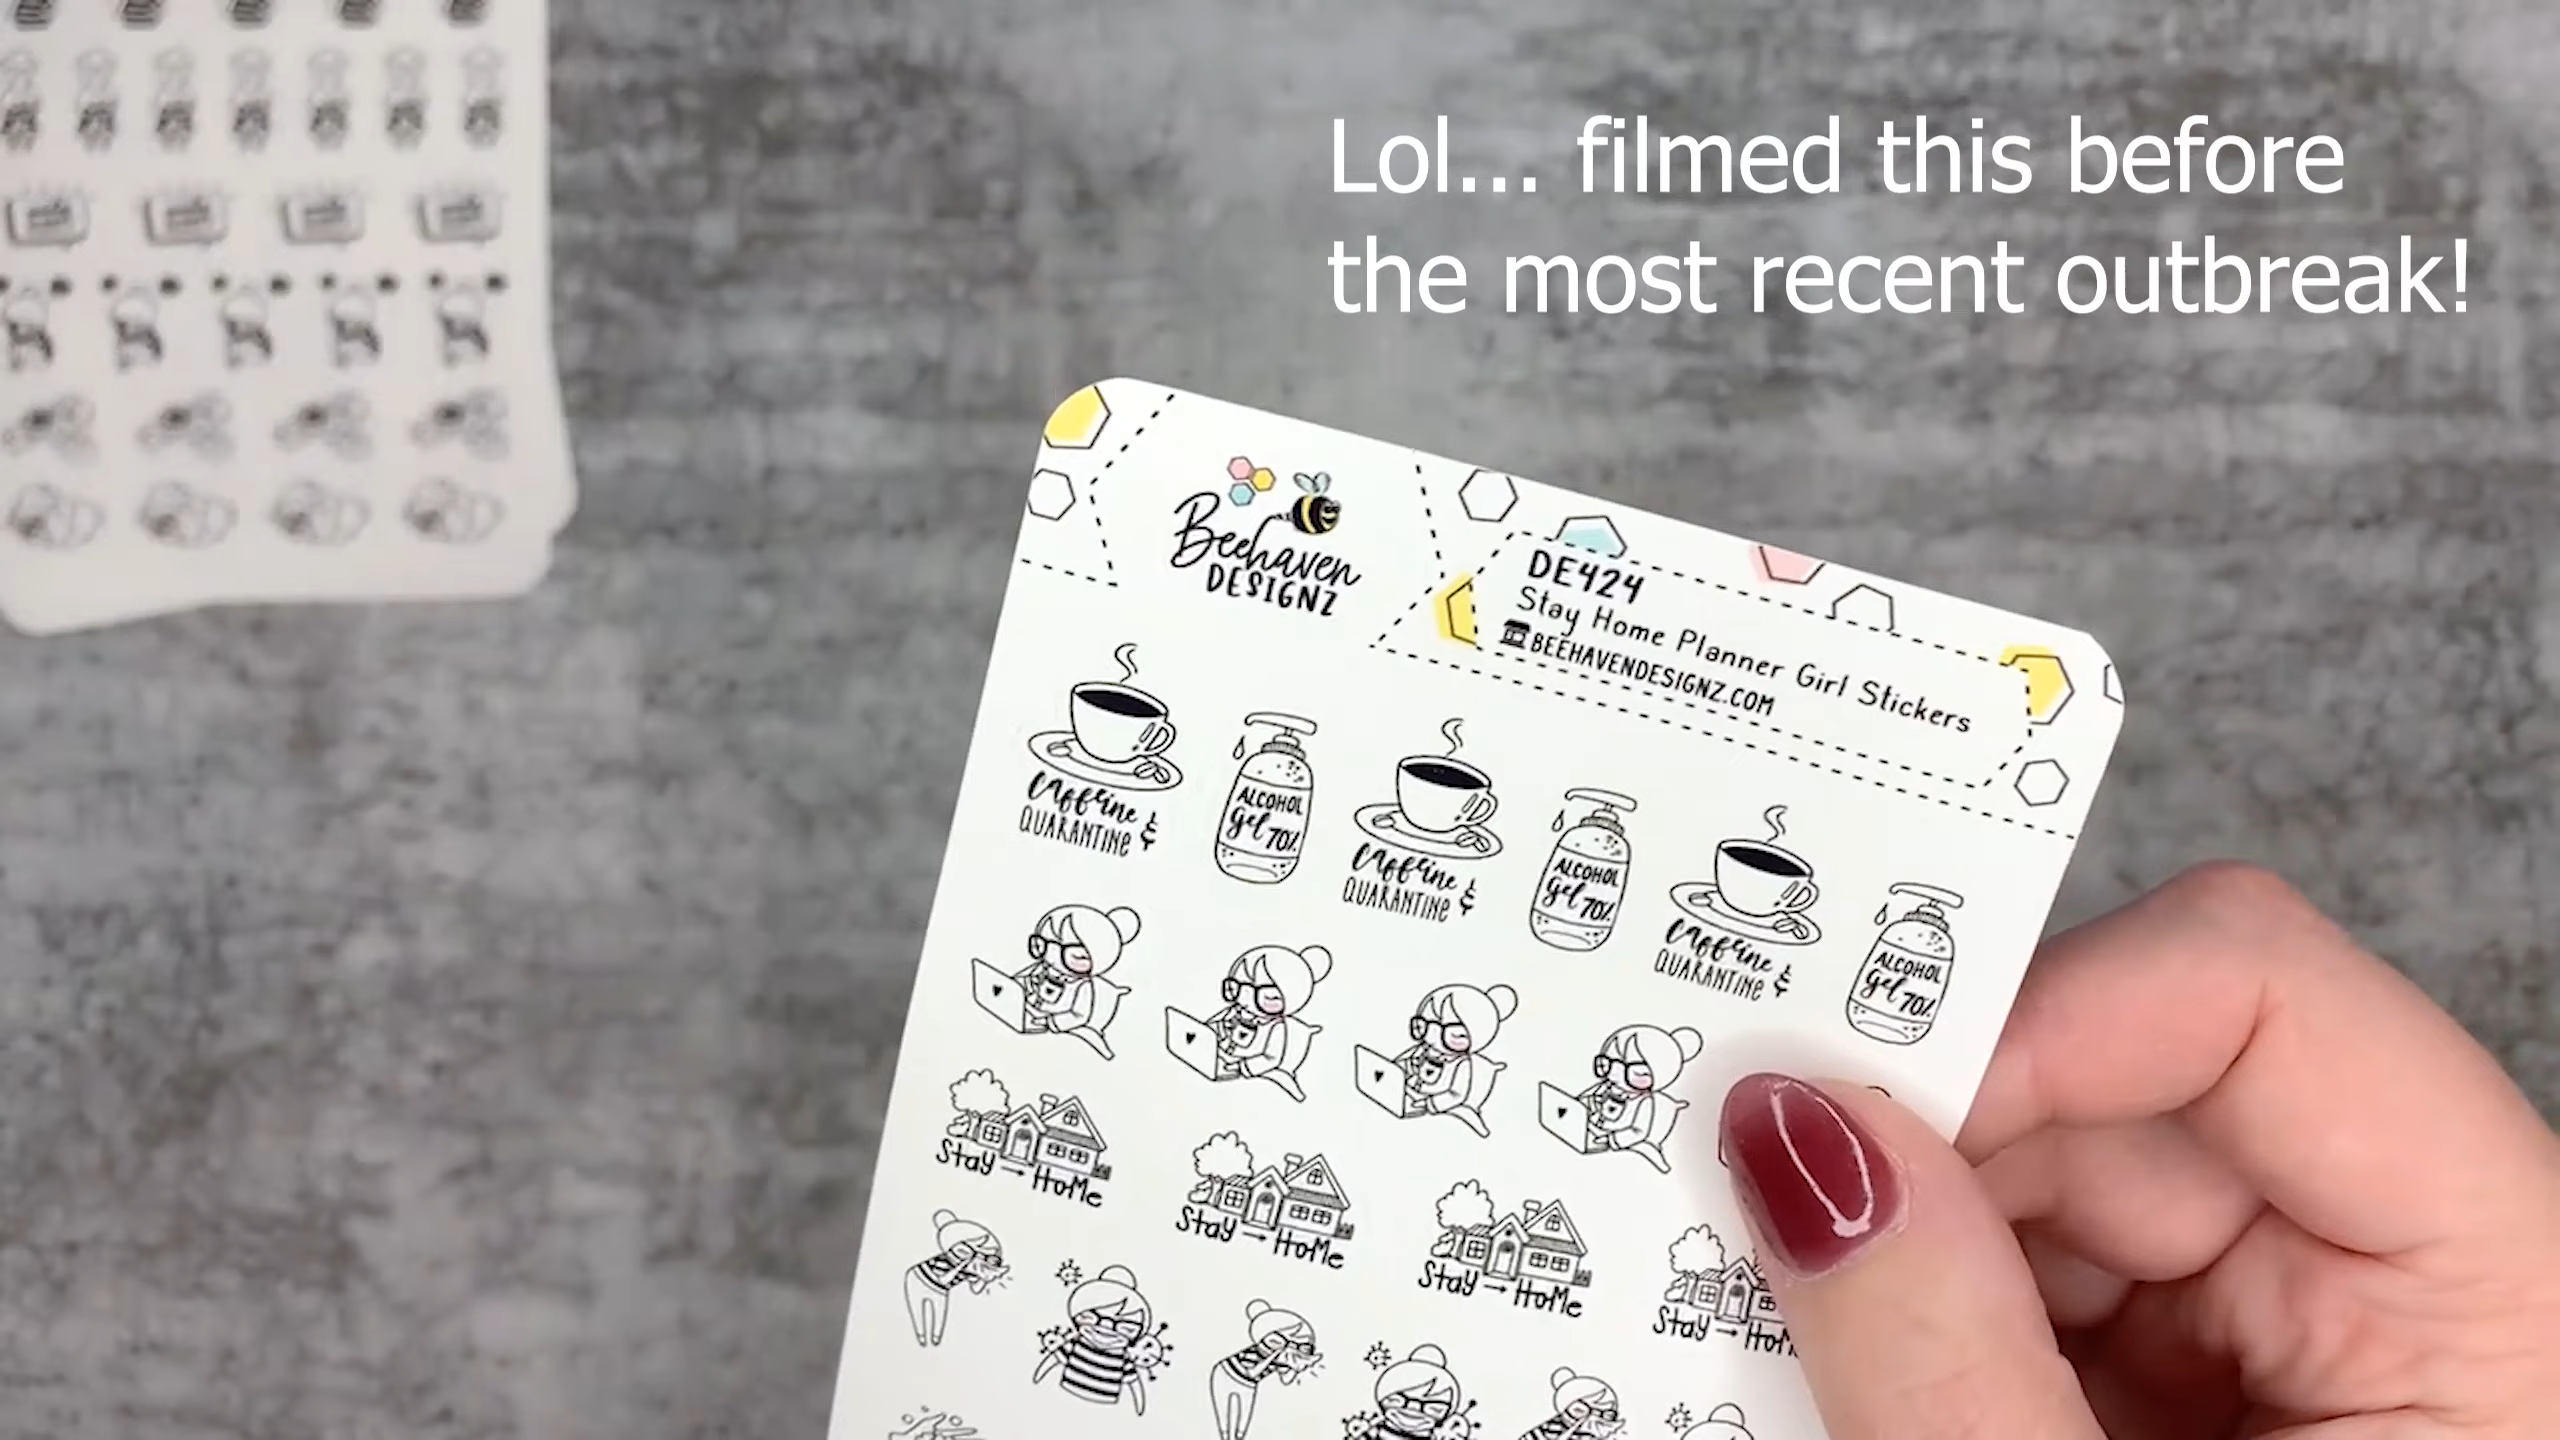 Lol... filmed this before
the most recent outbreak!
Beehaven
DESIGNZ
DE424
Stay Home Planner Girl Stickers
BEEHAVENDESIGNZ.COM
Caffeine &
QUARANTINE
ALCOHOL
gel 70%
Caffeine &
QUARANTINE
ALCOHOL
gel 70%
Caffeine &
QUARANTINE
ALCOHOL
gel 70%
Stay → HoMe
Stay → HoMe
Stay → HoMe
Stay →